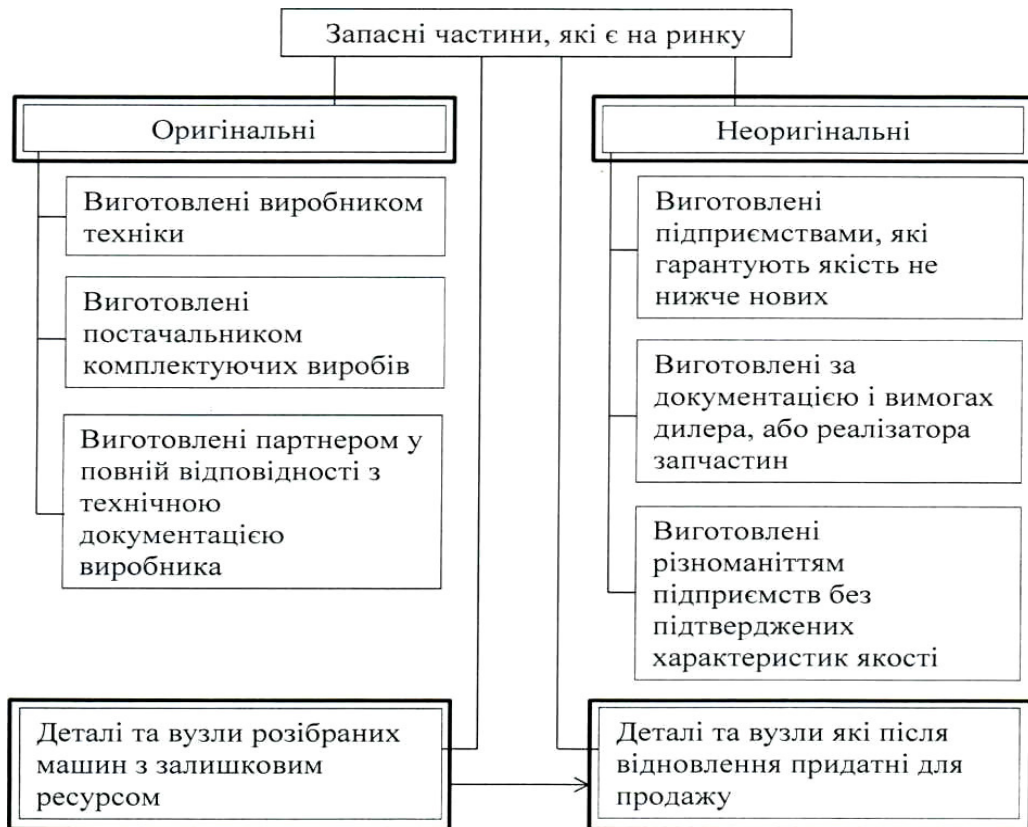 Запасні частини, які є на ринку
Оригінальні
Виготовлені виробником
техніки
Виготовлені
постачальником
комплектуючих виробів
Виготовлені партнером у
повній відповідності з
технічною
документацією
виробника
Неоригінальні
Виготовлені
підприємствами, які
гарантують якість не
нижче нових
Виготовлені за
документацією і вимогах
дилера, або реалізатора
запчастин
Виготовлені
різноманіттям
підприємств без
підтверджених
характеристик якості
Деталі та вузли розібраних
машин з залишковим
ресурсом
Деталі та вузли які після
відновлення придатні для
продажу